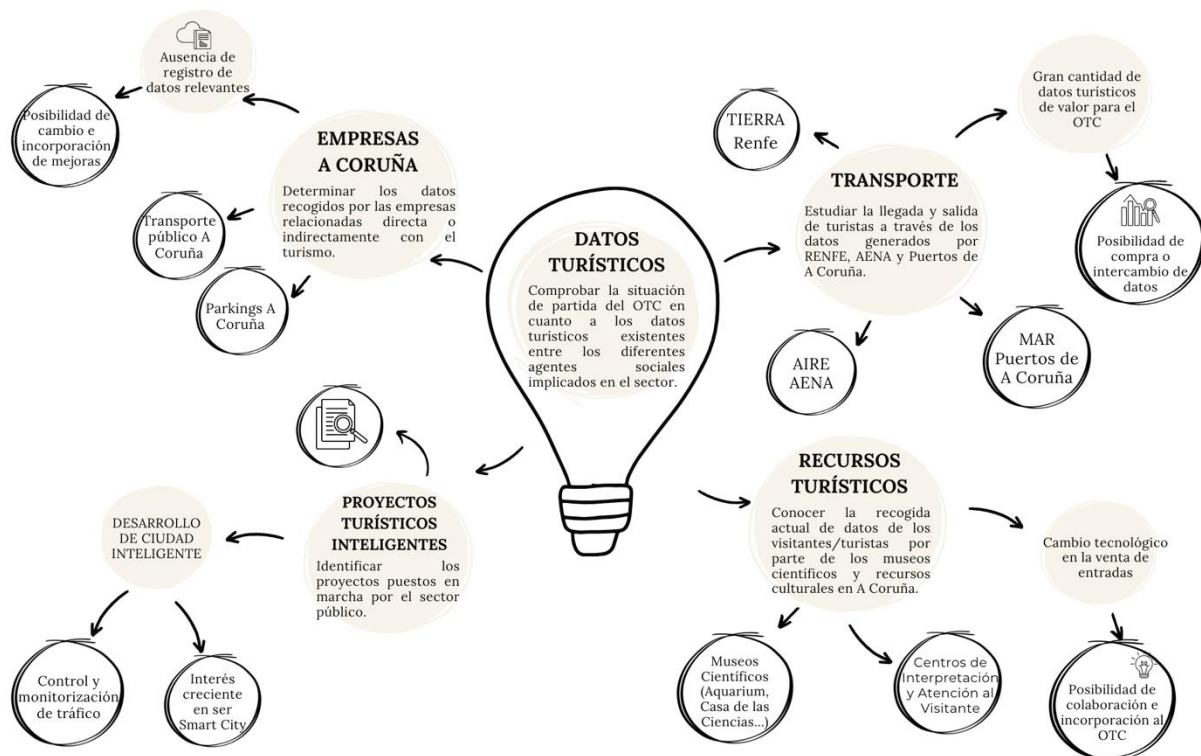 Ausencia de
registro de
datos relevantes
Posibilidad de
cambio e
incorporación
de mejoras
EMPRESAS
A CORUÑA
Determinar los datos
recogidos por las empresas
relacionadas directa o
indirectamente con el
turismo.
Transporte
público A
Coruña
Parkings A
Coruña
DATOS
TURÍSTICOS
Comprobar la situación
de partida del OTC en
cuanto a los datos
turísticos existentes
entre los diferentes
agentes sociales
implicados en el sector.
TIERRA
Renfe
Gran cantidad de
datos turísticos
de valor para el
OTC
TRANSPORTE
Estudiar la llegada y salida
de turistas a través de los
datos generados por
RENFE, AENA y Puertos de
A Coruña.
Posibilidad de
compra o
intercambio de
datos
AIRE
AENA
MAR
Puertos de
A Coruña
PROYECTOS
TURÍSTICOS
INTELIGENTES
Identificar los
proyectos puestos en
marcha por el sector
público.
DESARROLLO
DE CIUDAD
INTELIGENTE
Control y
monitorización
de tráfico
Interés
creciente
en ser
Smart City
RECURSOS
TURÍSTICOS
Conocer la recogida
actual de datos de los
visitantes/turistas por
parte de los museos
científicos y recursos
culturales en A Coruña.
Cambio tecnológico
en la venta de
entradas
Museos
Científicos
(Aquarium,
Casa de las
Ciencias...)
Centros de
Interpretación
y Atención al
Visitante
Posibilidad de
colaboración e
incorporación al
OTC